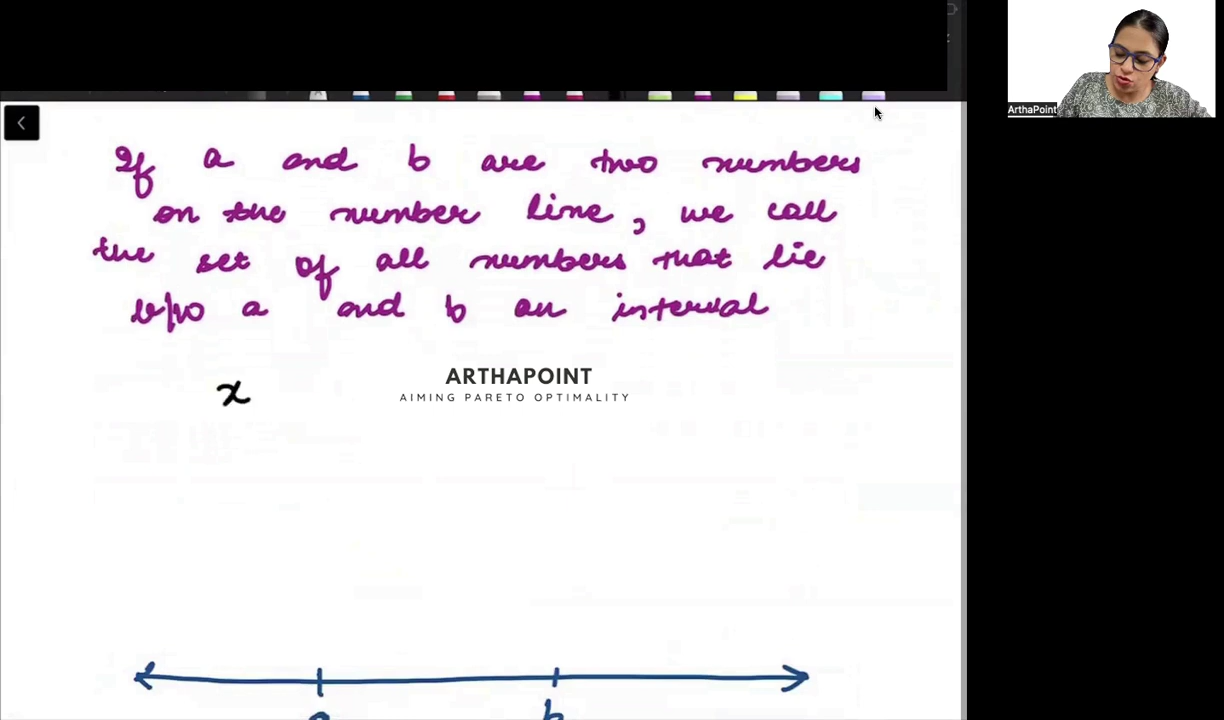 If a and b are two numbers
on the number line, we call
the set of all numbers that lie
b/w a and b an interval
ARTHAPOINT
AIMING PARETO OPTIMALITY
x
a b
ArthaPoint